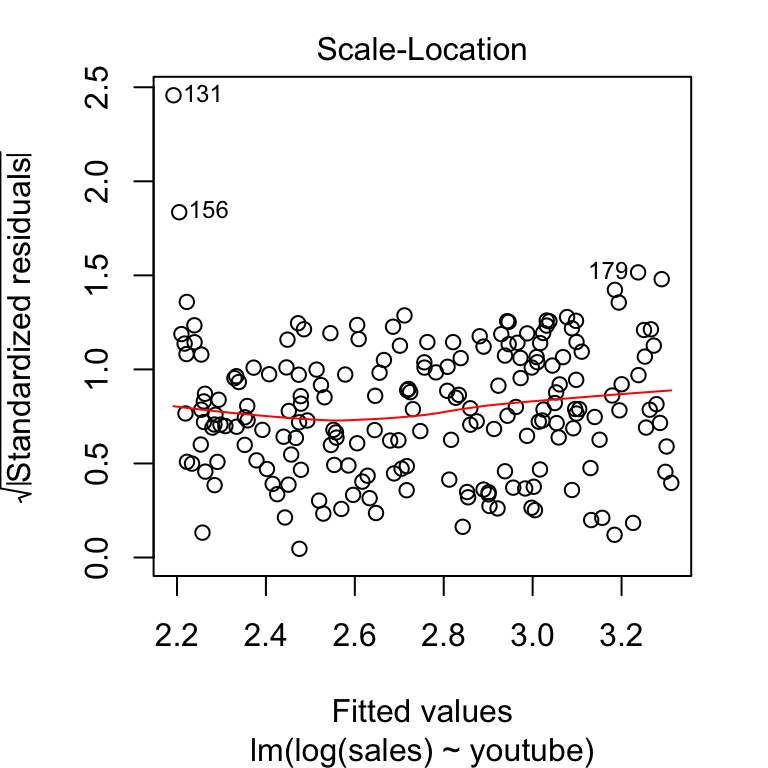 Scale-Location
√|Standardized residuals|
2.5
2.0
1.5
1.0
0.5
0.0
131
156
179
2.2 2.4 2.6 2.8 3.0 3.2
Fitted values
lm(log(sales) ~ youtube)